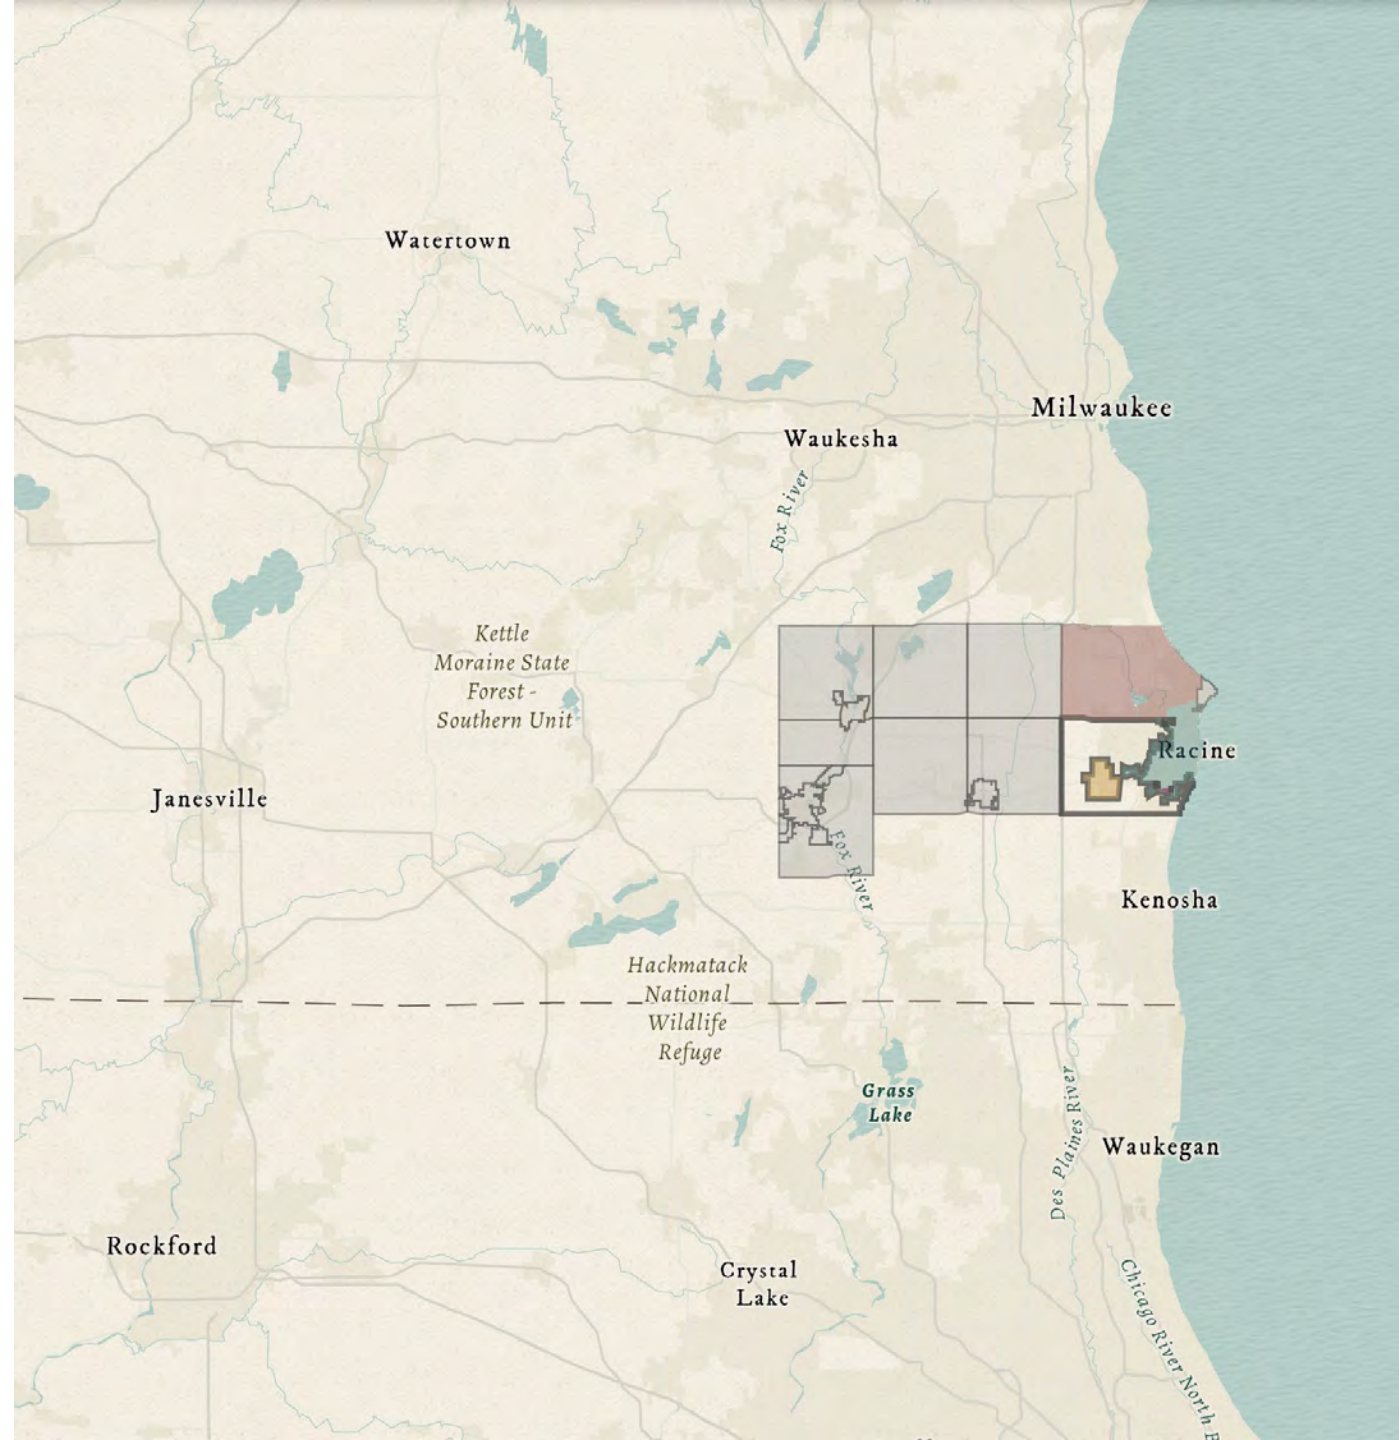 Watertown
Milwaukee
Waukesha
Fox River
Kettle
Moraine State
Forest -
Southern Unit
Racine
Janesville
Fox River
Kenosha
Hackmatack
National
Wildlife
Refuge
Grass
Lake
Des Plaines River
Waukegan
Rockford
Crystal
Lake
Chicago River North